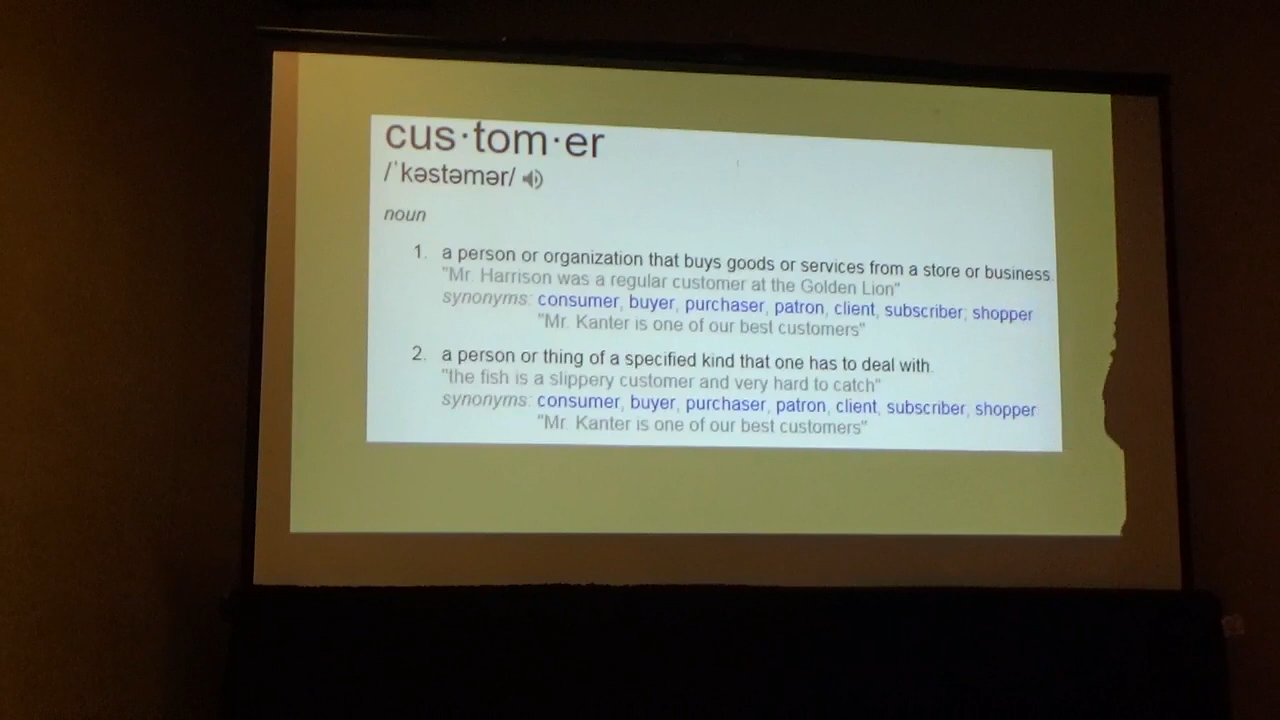 cus·tom·er
/ˈkəstəmər/
noun
1. a person or organization that buys goods or services from a store or business.
"Mr. Harrison was a regular customer at the Golden Lion"
synonyms: consumer, buyer, purchaser, patron, client, subscriber, shopper
"Mr. Kanter is one of our best customers"
2. a person or thing of a specified kind that one has to deal with.
"the fish is a slippery customer and very hard to catch"
synonyms: consumer, buyer, purchaser, patron, client, subscriber, shopper
"Mr. Kanter is one of our best customers"